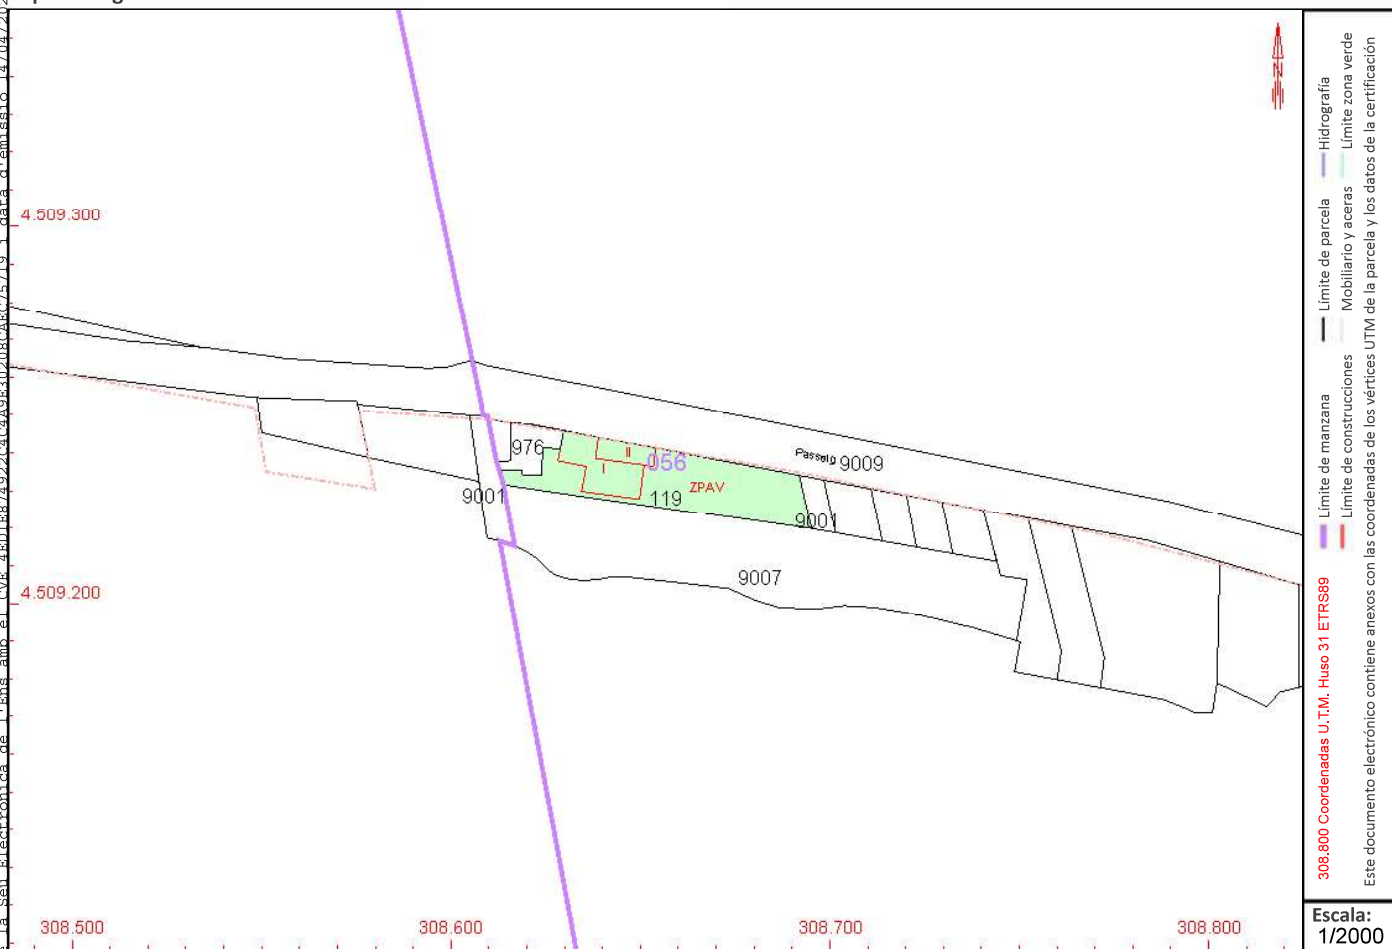 4.509.300
976
056
Passeig
9009
ZPAV
II
I
119
9001
9001
9007
4.509.200
308.500
308.600
308.700
308.800
N
Hidrografía
Límite zona verde
Límite de parcela
Mobiliario y aceras
Límite de manzana
Límite de construcciones
308.800 Coordenadas U.T.M. Huso 31 ETRS89
Este documento electrónico contiene anexos con las coordenadas de los vértices UTM de la parcela y los datos de la certificación
Escala:
1/2000